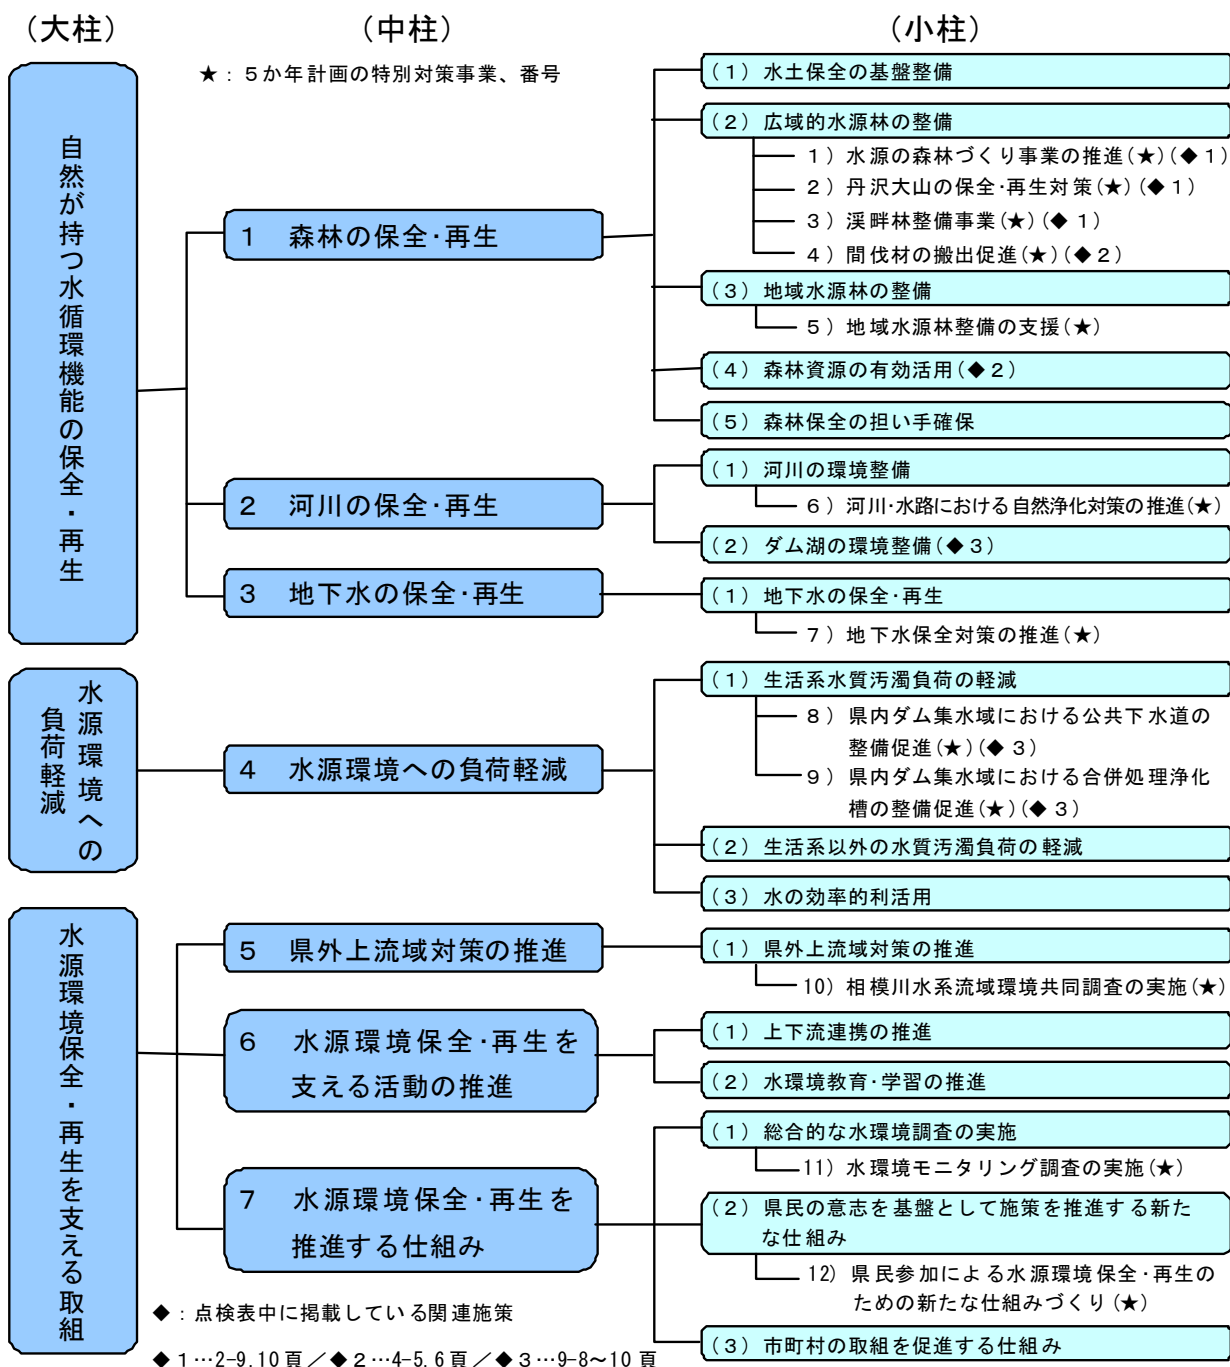 (大柱)
(中柱)
(小柱)
★：５か年計画の特別対策事業、番号
自然が持つ水循環機能の保全・再生
1 森林の保全･再生
(1) 水土保全の基盤整備
(2) 広域的水源林の整備
1) 水源の森林づくり事業の推進(★)(◆1)
2) 丹沢大山の保全･再生対策(★)(◆1)
3) 渓畔林整備事業(★)(◆1)
4) 間伐材の搬出促進(★)(◆2)
(3) 地域水源林の整備
5) 地域水源林整備の支援(★)
(4) 森林資源の有効活用(◆2)
(5) 森林保全の担い手確保
2 河川の保全･再生
(1) 河川の環境整備
6) 河川･水路における自然浄化対策の推進(★)
(2) ダム湖の環境整備(◆3)
3 地下水の保全･再生
(1) 地下水の保全･再生
7) 地下水保全対策の推進(★)
水源環境への
負荷軽減
4 水源環境への負荷軽減
(1) 生活系水質汚濁負荷の軽減
8) 県内ダム集水域における公共下水道の
整備促進(★)(◆3)
9) 県内ダム集水域における合併処理浄化
槽の整備促進(★)(◆3)
(2) 生活系以外の水質汚濁負荷の軽減
(3) 水の効率的利活用
水源環境保全・再生を支える取組
5 県外上流域対策の推進
(1) 県外上流域対策の推進
10) 相模川水系流域環境共同調査の実施(★)
6 水源環境保全･再生を
支える活動の推進
(1) 上下流連携の推進
(2) 水環境教育･学習の推進
7 水源環境保全･再生を
推進する仕組み
(1) 総合的な水環境調査の実施
11) 水環境モニタリング調査の実施(★)
(2) 県民の意志を基盤として施策を推進する新た
な仕組み
12) 県民参加による水源環境保全･再生の
ための新たな仕組みづくり(★)
(3) 市町村の取組を促進する仕組み
◆：点検表中に掲載している関連施策
◆1…2-9,10頁／◆2…4-5,6頁／◆3…9-8～10頁